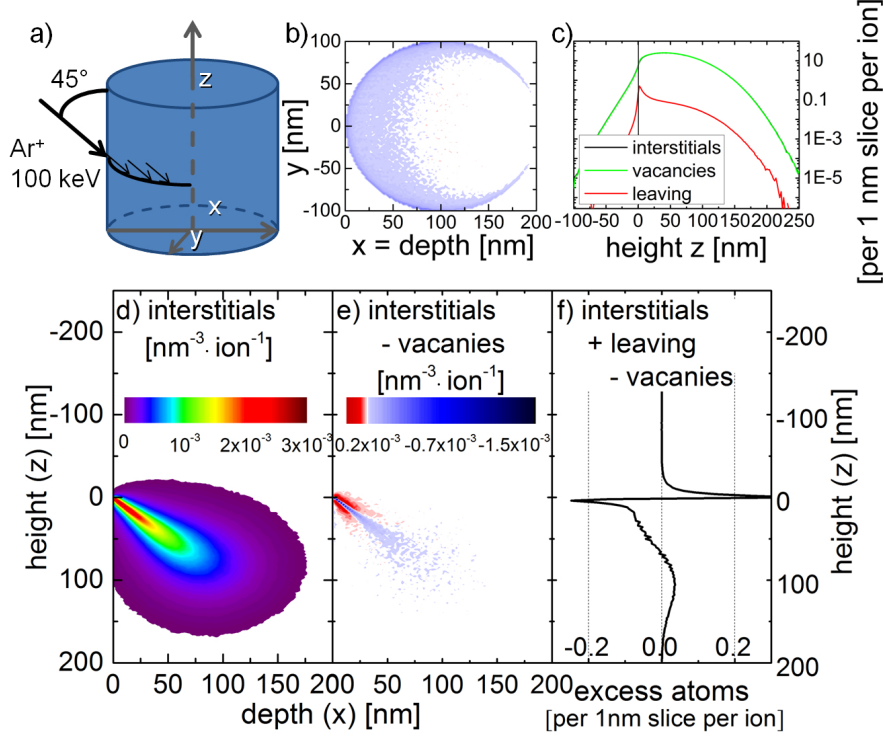 a)
z
45°
Ar⁺
100 keV
x
y
b)
y [nm]
100
50
0
-50
-100
0 50 100 150 200
x = depth [nm]
c)
interstitials
vacancies
leaving
10
0.1
1E-3
1E-5
-100 -50 0 50 100 150 200 250
height z [nm]
[per 1 nm slice per ion]
d) interstitials
[nm⁻³· ion⁻¹]
0 10⁻³ 2x10⁻³ 3x10⁻³
height (z) [nm]
-200
-100
0
100
200
0 50 100 150 200
e) interstitials
- vacanies
[nm⁻³· ion⁻¹]
0.2x10⁻³ -0.7x10⁻³ -1.5x10⁻³
50 100 150 200
depth (x) [nm]
f) interstitials
+ leaving
- vacanies
-0.2 0.0 0.2
excess atoms
[per 1nm slice per ion]
-200
-100
0
100
200
height (z) [nm]